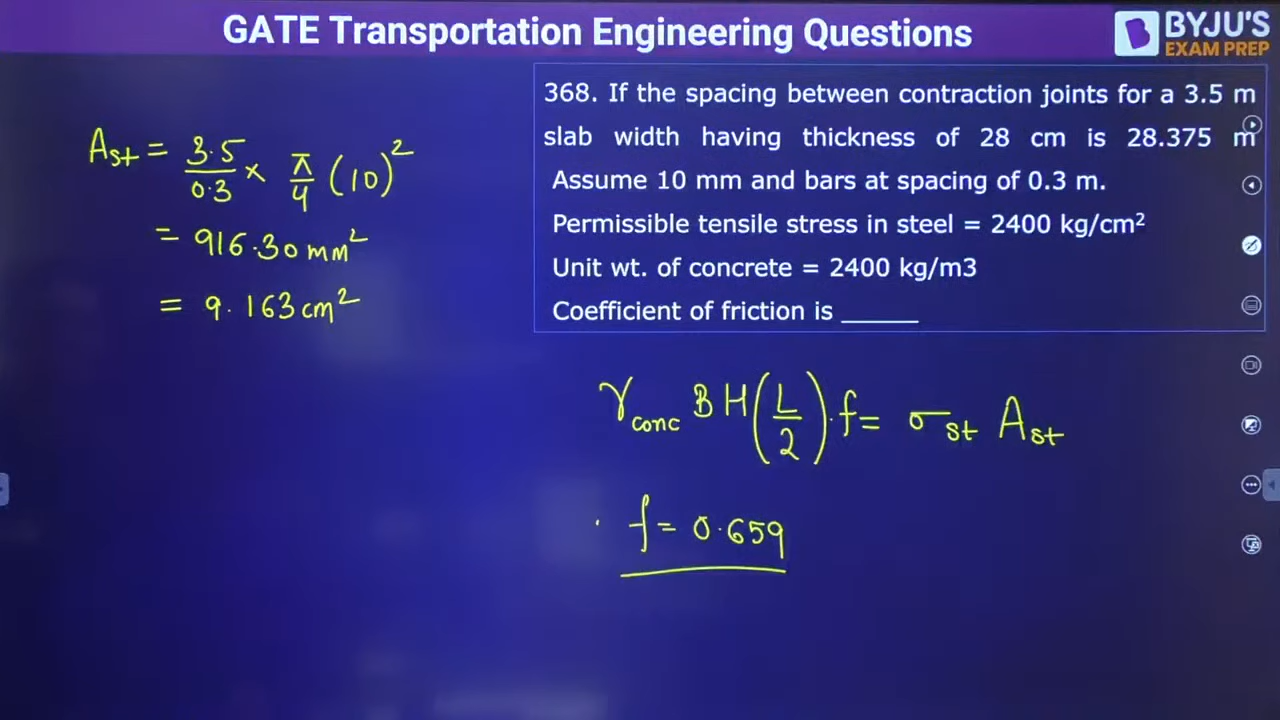 GATE Transportation Engineering Questions
BYJU'S
EXAM PREP
368. If the spacing between contraction joints for a 3.5 m
slab width having thickness of 28 cm is 28.375 m
Assume 10 mm and bars at spacing of 0.3 m.
Permissible tensile stress in steel = 2400 kg/cm²
Unit wt. of concrete = 2400 kg/m3
Coefficient of friction is ______
Ast = 3.5/0.3 × π/4 (10)²
= 916.30 mm²
= 9.163 cm²
γconc B H (L/2) . f = σst Ast
f = 0.659